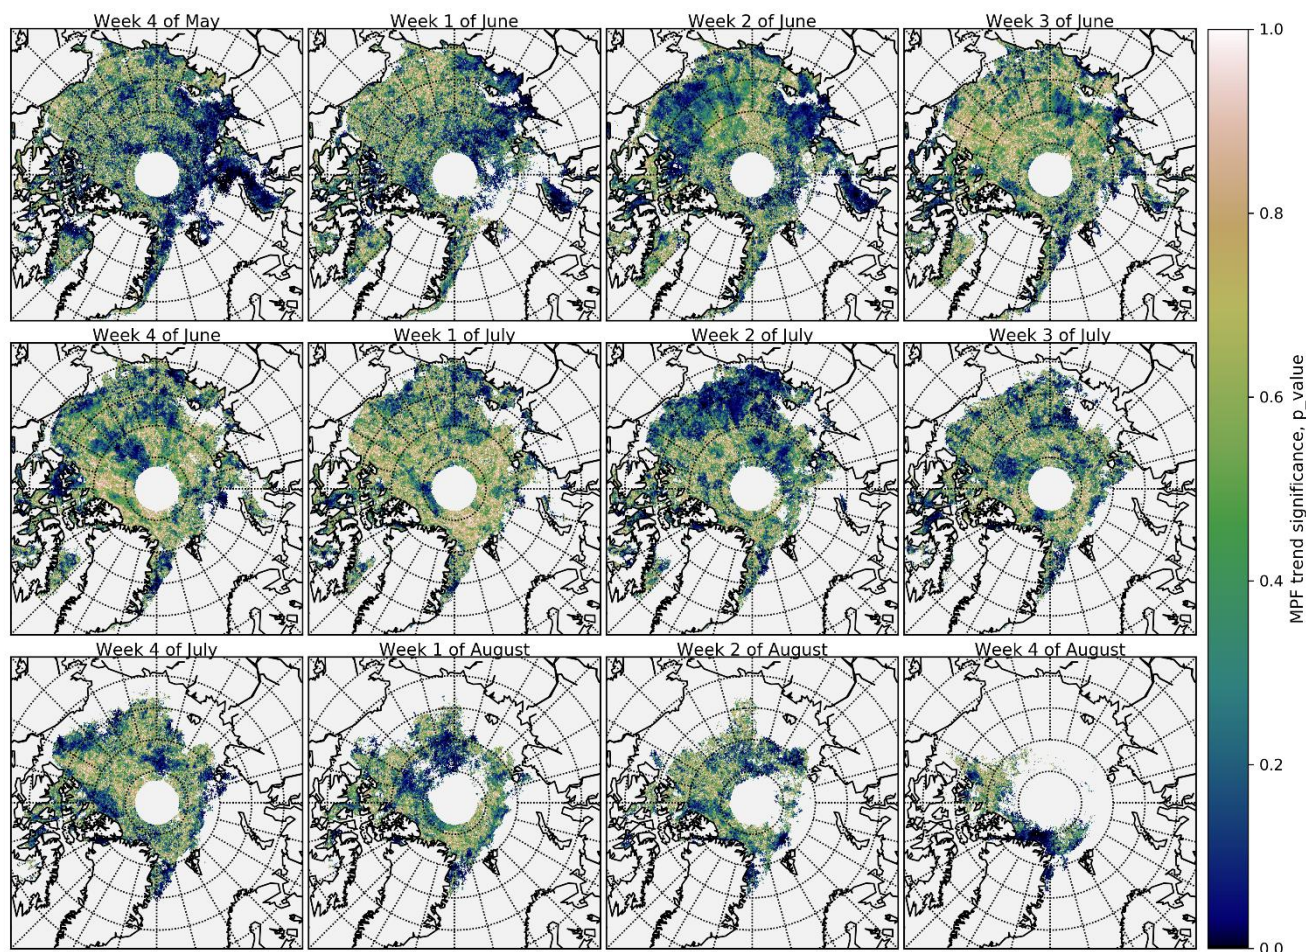 Week 4 of May
Week 1 of June
Week 2 of June
Week 3 of June
Week 4 of June
Week 1 of July
Week 2 of July
Week 3 of July
Week 4 of July
Week 1 of August
Week 2 of August
Week 4 of August
1.0
0.8
0.6
0.4
0.2
0.0
MPF trend significance, p_value